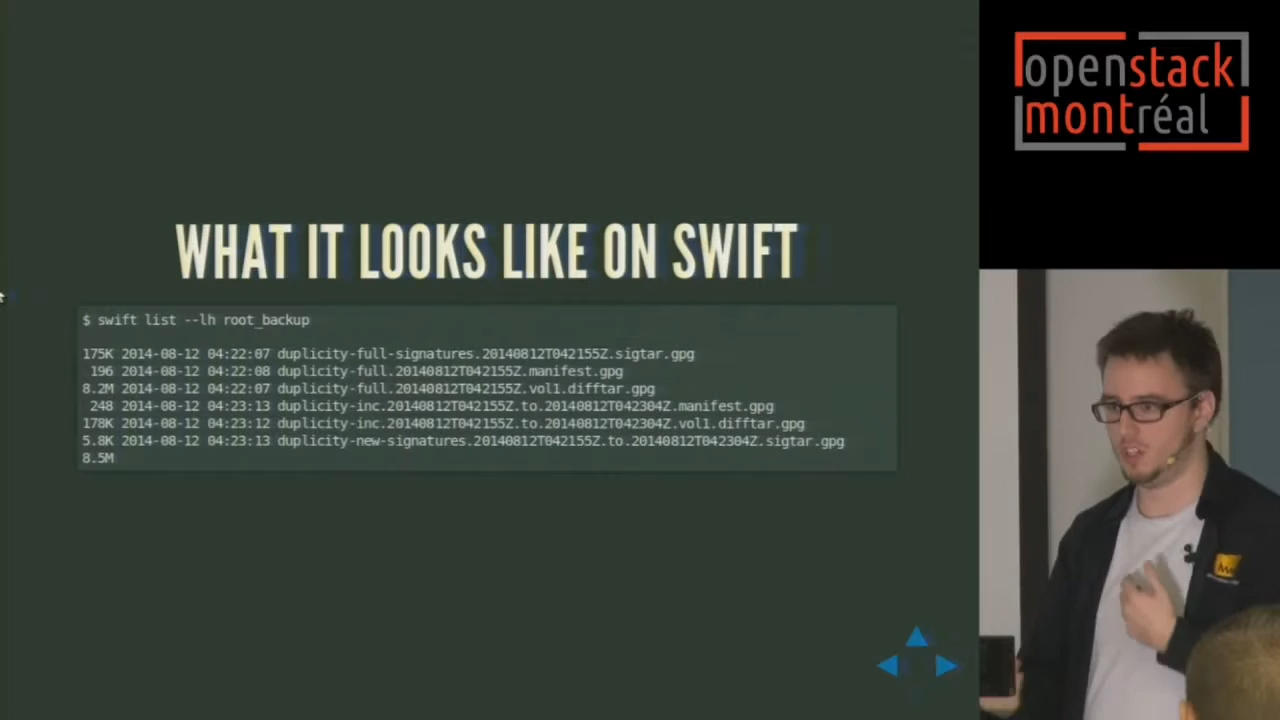 WHAT IT LOOKS LIKE ON SWIFT
$ swift list --lh root_backup
175K 2014-08-12 04:22:07 duplicity-full-signatures.20140812T042155Z.sigtar.gpg
196 2014-08-12 04:22:08 duplicity-full.20140812T042155Z.manifest.gpg
8.2M 2014-08-12 04:22:07 duplicity-full.20140812T042155Z.vol1.difftar.gpg
248 2014-08-12 04:23:13 duplicity-inc.20140812T042155Z.to.20140812T042304Z.manifest.gpg
178K 2014-08-12 04:23:12 duplicity-inc.20140812T042155Z.to.20140812T042304Z.vol1.difftar.gpg
5.8K 2014-08-12 04:23:13 duplicity-new-signatures.20140812T042155Z.to.20140812T042304Z.sigtar.gpg
8.5M
openstack
montréal